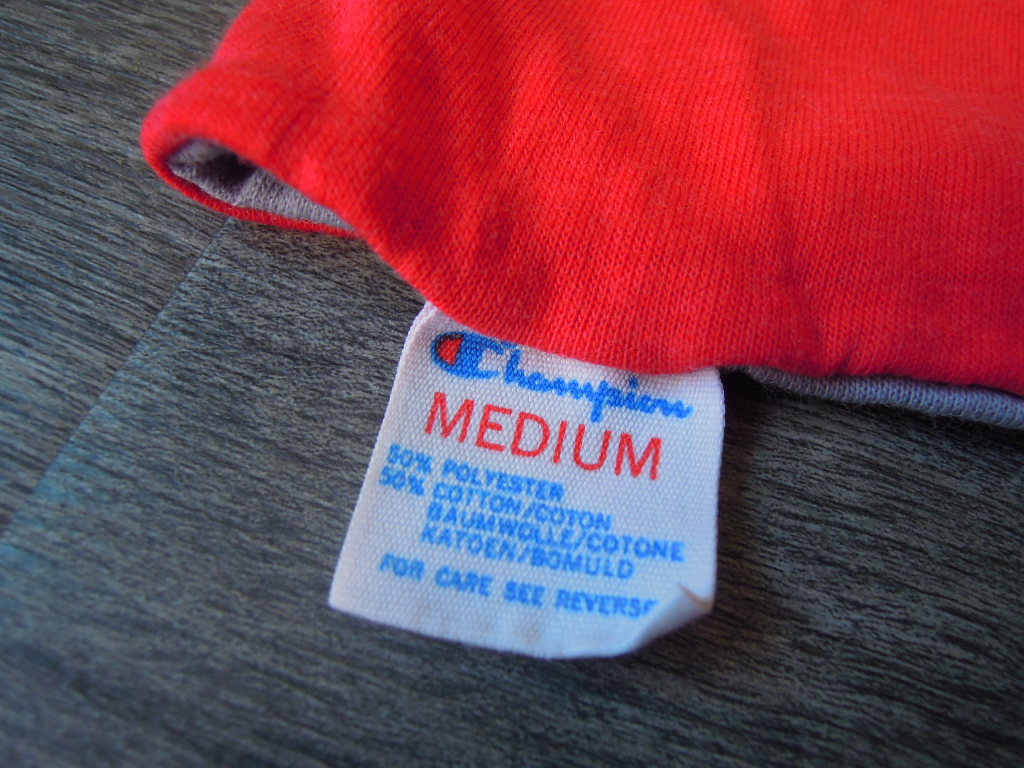 Champion
MEDIUM
50% POLYESTER
50% COTTON/COTON
BAUMWOLLE/COTONE
KATOEN/BOMULD
FOR CARE SEE REVERSE